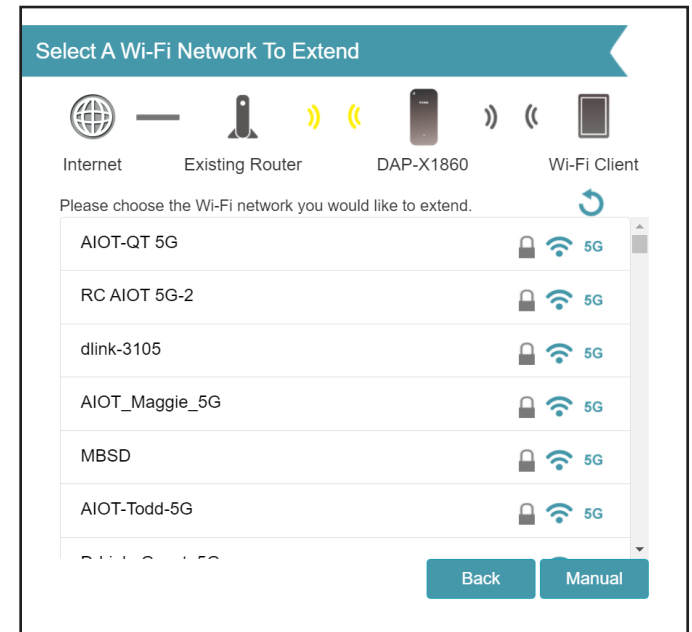 Select A Wi-Fi Network To Extend
Internet Existing Router DAP-X1860 Wi-Fi Client
Please choose the Wi-Fi network you would like to extend.
AIOT-QT 5G 5G
RC AIOT 5G-2 5G
dlink-3105 5G
AIOT_Maggie_5G 5G
MBSD 5G
AIOT-Todd-5G 5G
Back Manual